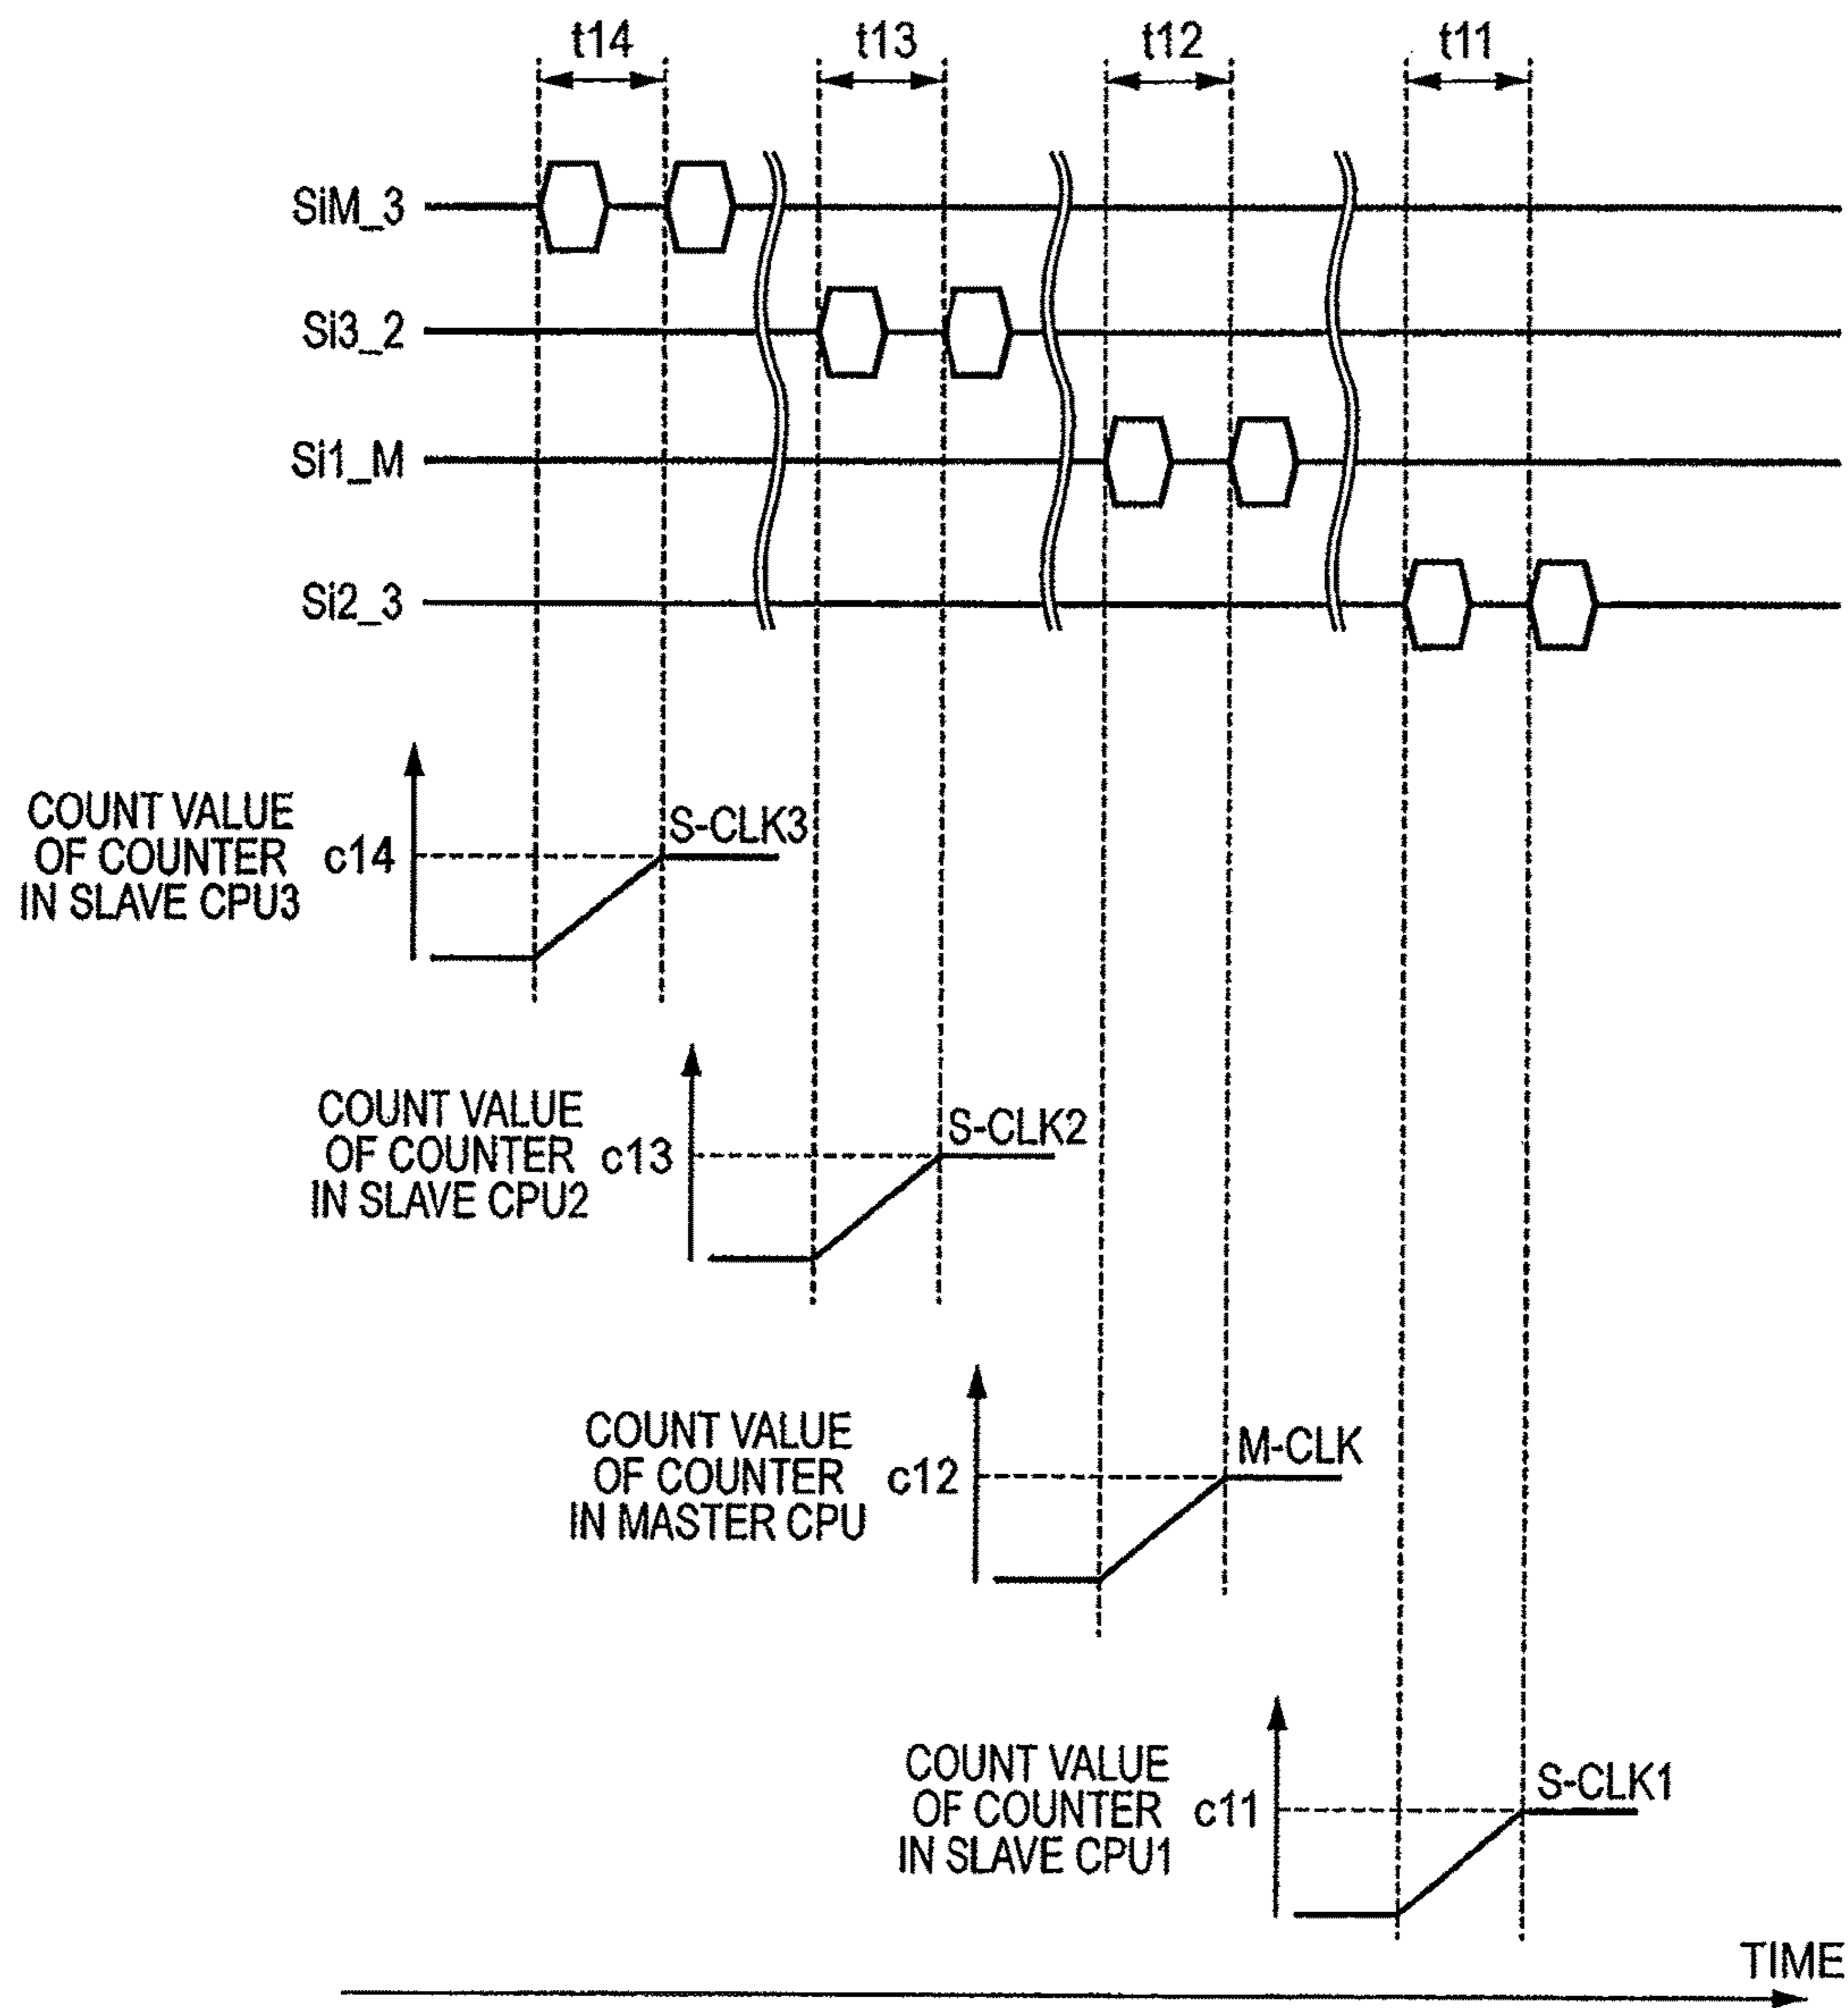 t14 t13 t12 t11
SiM_3
Si3_2
Si1_M
Si2_3
COUNT VALUE
OF COUNTER
IN SLAVE CPU3
c14
S-CLK3
COUNT VALUE
OF COUNTER
IN SLAVE CPU2
c13
S-CLK2
COUNT VALUE
OF COUNTER
IN MASTER CPU
c12
M-CLK
COUNT VALUE
OF COUNTER
IN SLAVE CPU1
c11
S-CLK1
TIME